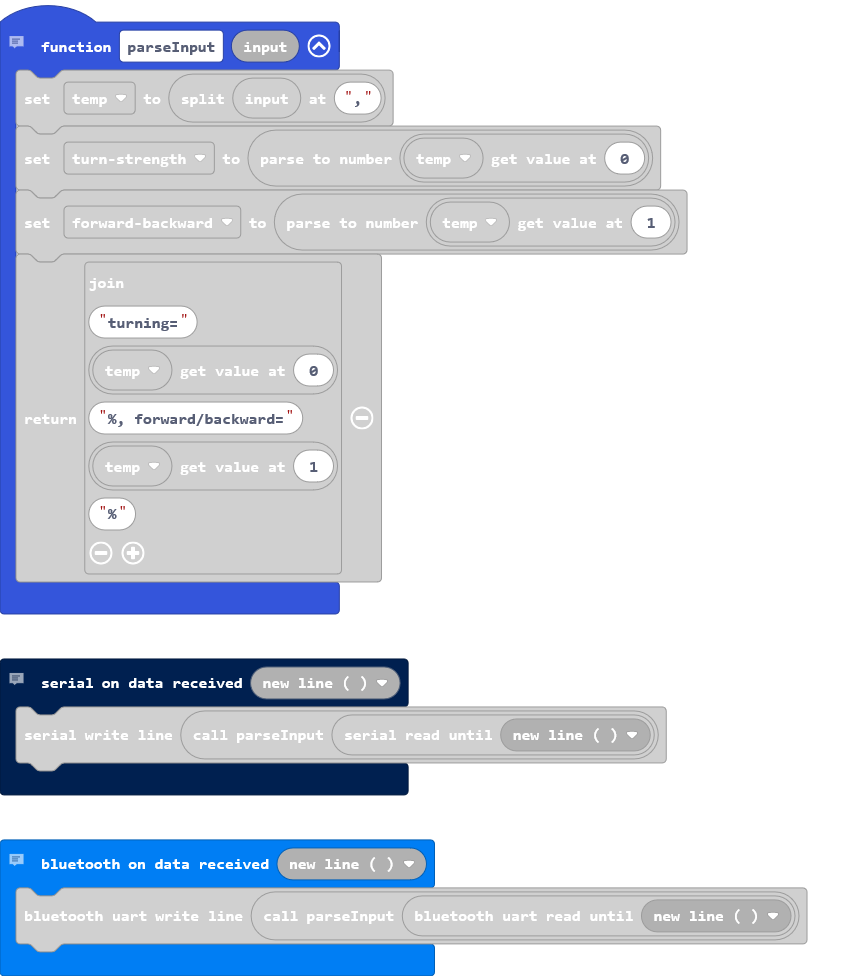 function parseInput input
set temp to split input at ","
set turn-strength to parse to number temp get value at 0
set forward-backward to parse to number temp get value at 1
join
"turning="
temp get value at 0
return "%, forward/backward="
temp get value at 1
"%"
serial on data received new line ( )
serial write line call parseInput serial read until new line ( )
bluetooth on data received new line ( )
bluetooth uart write line call parseInput bluetooth uart read until new line ( )